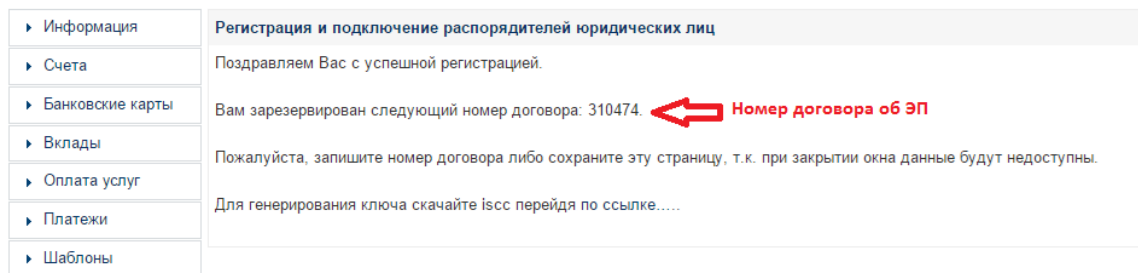 Информация
Счета
Банковские карты
Вклады
Оплата услуг
Платежи
Шаблоны
Регистрация и подключение распорядителей юридических лиц
Поздравляем Вас с успешной регистрацией.
Вам зарезервирован следующий номер договора: 310474.
Номер договора об ЭП
Пожалуйста, запишите номер договора либо сохраните эту страницу, т.к. при закрытии окна данные будут недоступны.
Для генерирования ключа скачайте iscc перейдя по ссылке.....